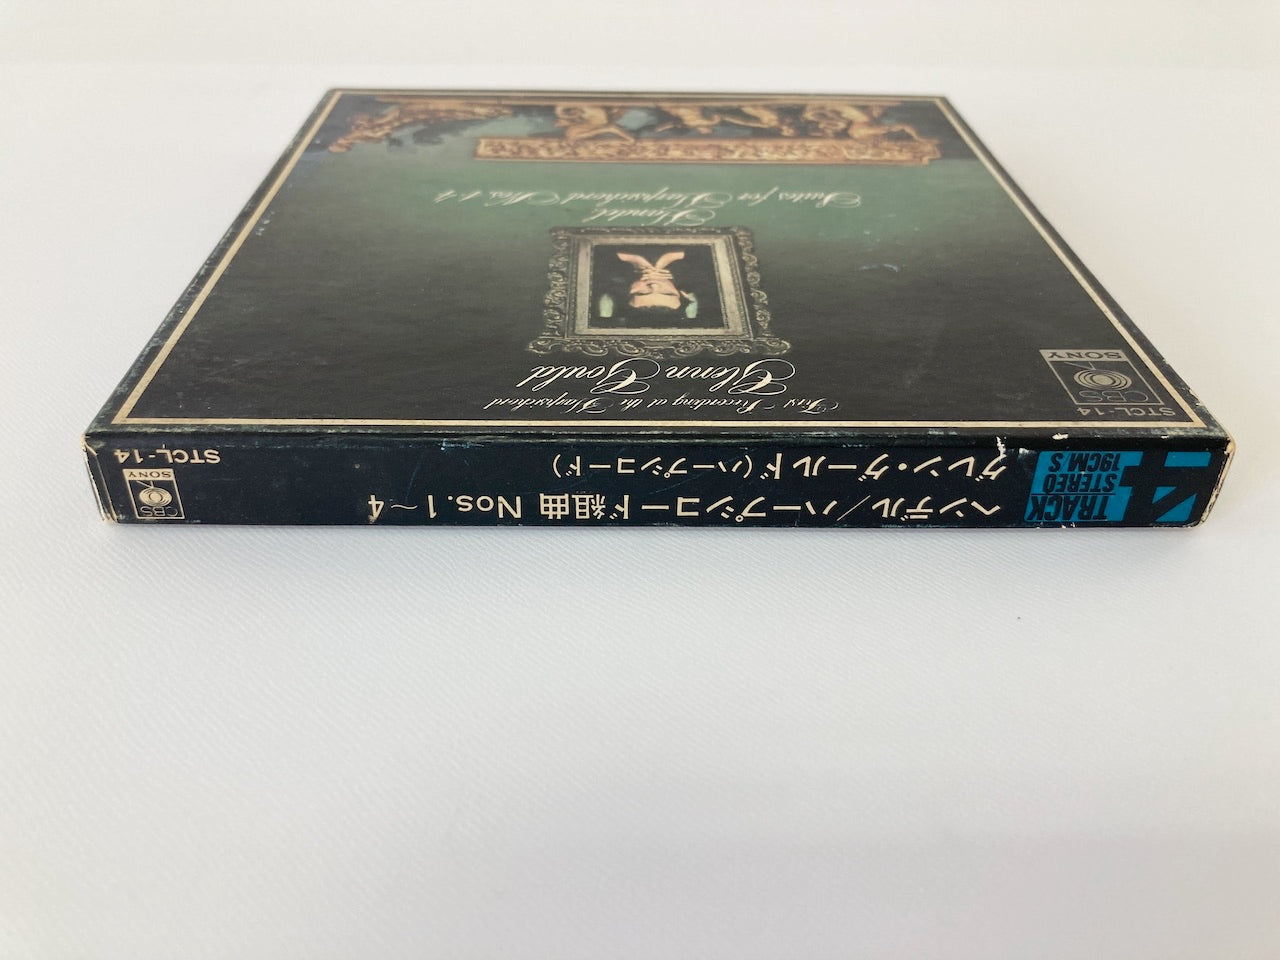 First Recording at the Harpsichord
Glenn Gould
Handel
Suites for Harpsichord Nos. 1-4
SONY
CBS
STCL-14
4
TRACK
STEREO
19CM S
ヘンデル/ハープシコード組曲 Nos. 1〜4
グレン・グールド(ハープシコード)
CBS
SONY
STCL-14